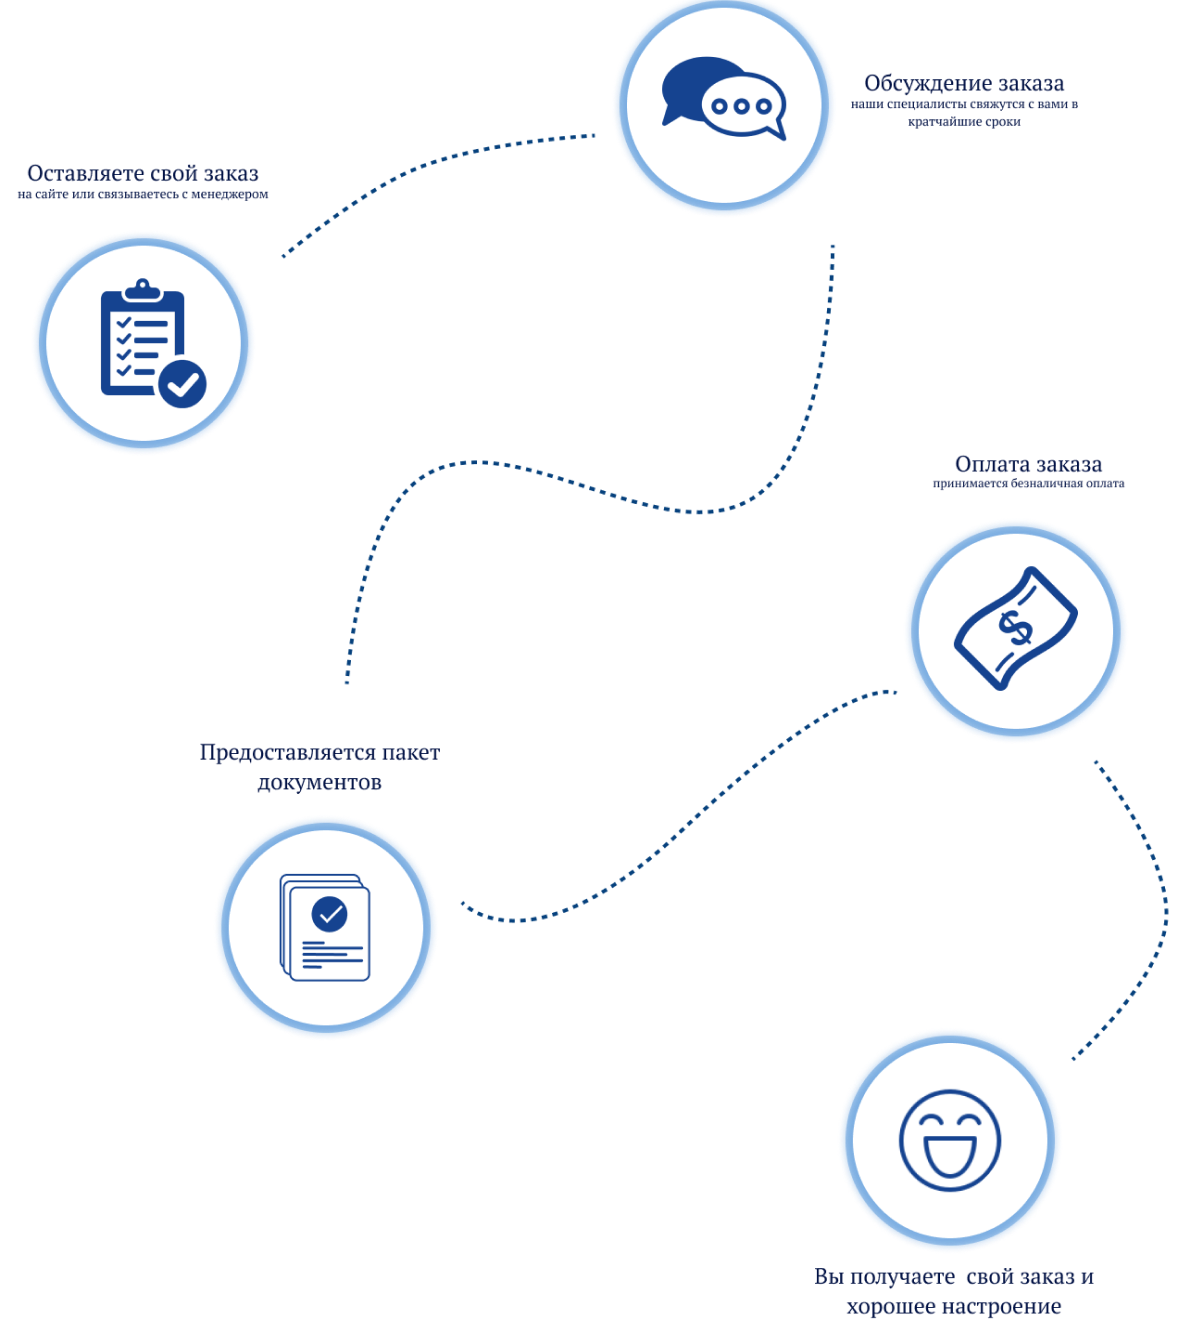 Оставляете свой заказ
на сайте или связываетесь с менеджером
Обсуждение заказа
наши специалисты свяжутся с вами в
кратчайшие сроки
Предоставляется пакет
документов
Оплата заказа
принимается безналичная оплата
$
Вы получаете свой заказ и
хорошее настроение